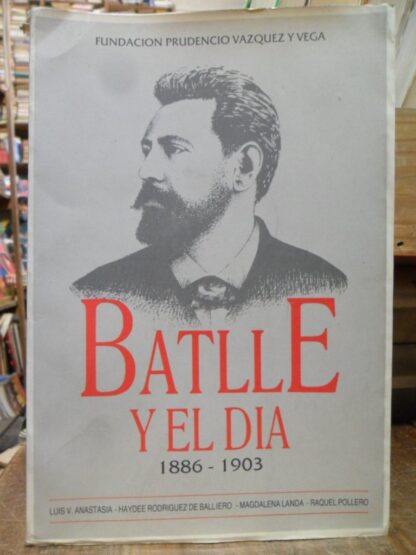 FUNDACION PRUDENCIO VAZQUEZ Y VEGA
BATLLE
Y EL DIA
1886 - 1903
LUIS V. ANASTASIA - HAYDEE RODRIGUEZ DE BALLIERO - MAGDALENA LANDA - RAQUEL POLLERO